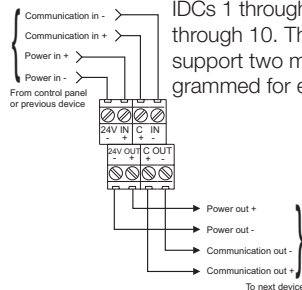 Communication in -
Communication in +
Power in +
Power in -
From control panel
or previous device
IDCs 1 through
through 10. Th
support two m
grammed for e
24V IN C IN
- + + -
24V OUT C OUT
- + + -
Power out +
Power out -
Communication out -
Communication out +
To next device